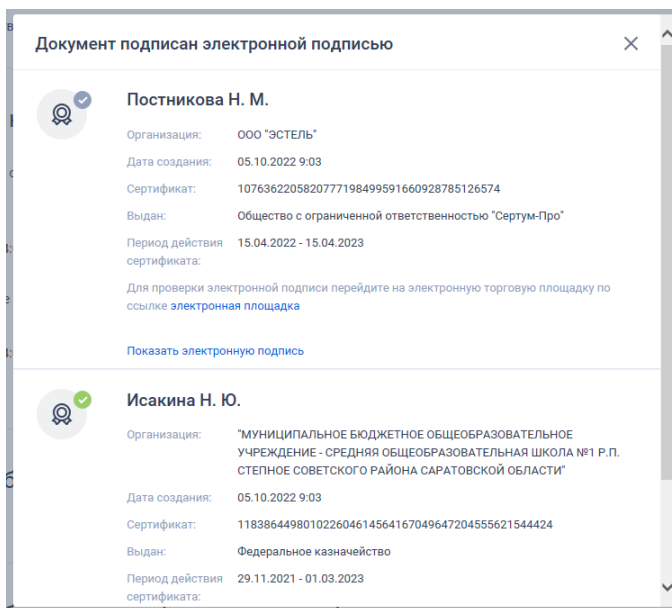 Документ подписан электронной подписью
Постникова Н. М.
Организация: ООО "ЭСТЕЛЬ"
Дата создания: 05.10.2022 9:03
Сертификат: 107636220582077719849959166092878512657​4
Выдан: Общество с ограниченной ответственностью "Сертум-Про"
Период действия 15.04.2022 - 15.04.2023
сертификата:
Для проверки электронной подписи перейдите на электронную торговую площадку по
ссылке электронная площадка
Показать электронную подпись
Исакина Н. Ю.
Организация: "МУНИЦИПАЛЬНОЕ БЮДЖЕТНОЕ ОБЩЕОБРАЗОВАТЕЛЬНОЕ
УЧРЕЖДЕНИЕ - СРЕДНЯЯ ОБЩЕОБРАЗОВАТЕЛЬНАЯ ШКОЛА №1 Р.П.
СТЕПНОЕ СОВЕТСКОГО РАЙОНА САРАТОВСКОЙ ОБЛАСТИ"
Дата создания: 05.10.2022 9:03
Сертификат: 118386449801022604614564167049647204555621544424
Выдан: Федеральное казначейство
Период действия 29.11.2021 - 01.03.2023
сертификата: